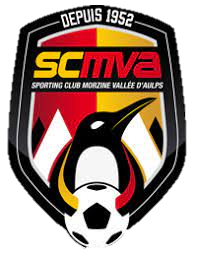 DEPUIS 1952
SCMVA
SPORTING CLUB MORZINE VALLÉE D'AULPS